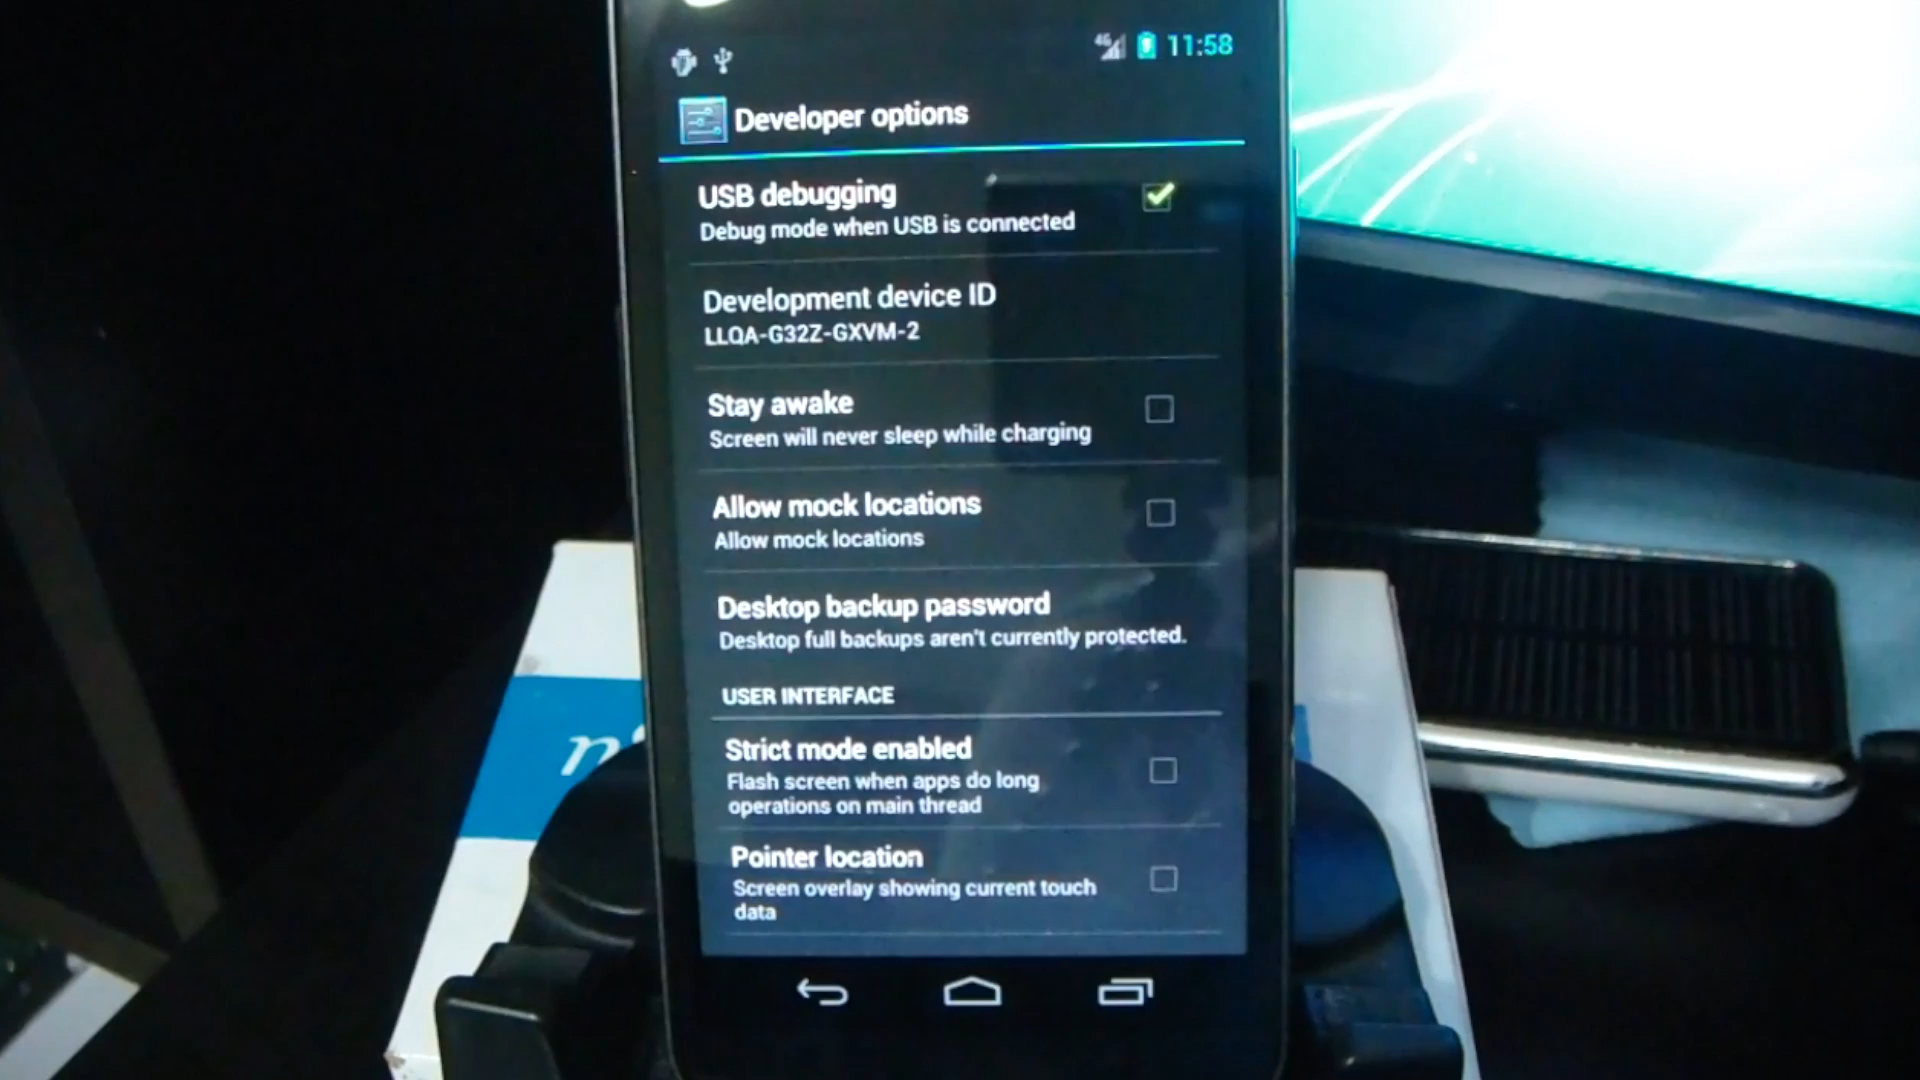 4G 11:58
Developer options
USB debugging
Debug mode when USB is connected
Development device ID
LLQA-G32Z-GXVM-2
Stay awake
Screen will never sleep while charging
Allow mock locations
Allow mock locations
Desktop backup password
Desktop full backups aren't currently protected.
USER INTERFACE
Strict mode enabled
Flash screen when apps do long
operations on main thread
Pointer location
Screen overlay showing current touch
data